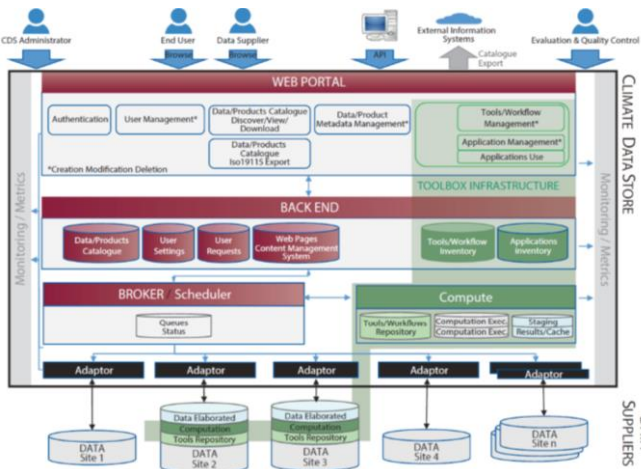 CDS Administrator
End User
Data Supplier
External Information
Systems
Evaluation & Quality Control
Browse
Browse
API
Catalogue
Export
WEB PORTAL
Authentication
User Management*
Data/Products Catalogue
Discover/View/
Download
Data/Product
Metadata Management*
Tools/Workflow
Management*
Data/Products
Catalogue
Iso19115 Export
Application Management*
Applications Use
*Creation Modification Deletion
TOOLBOX INFRASTRUCTURE
BACK END
Data/Products
Catalogue
User
Settings
User
Requests
Web Pages
Content Management
System
Tools/Workflow
Inventory
Applications
Inventory
BROKER / Scheduler
Queues
Status
Compute
Tools/Workflows
Repository
Computation Exec.
Computation Exec.
Staging
Results/Cache
Adaptor
Adaptor
Adaptor
Adaptor
Adaptor
DATA
Site 1
Data Elaborated
Computation
Tools Repository
DATA
Site 2
Data Elaborated
Computation
Tools Repository
DATA
Site 3
DATA
Site 4
DATA
Site n
Monitoring / Metrics
Monitoring / Metrics
CLIMATE DATA STORE
SUPPLIERS